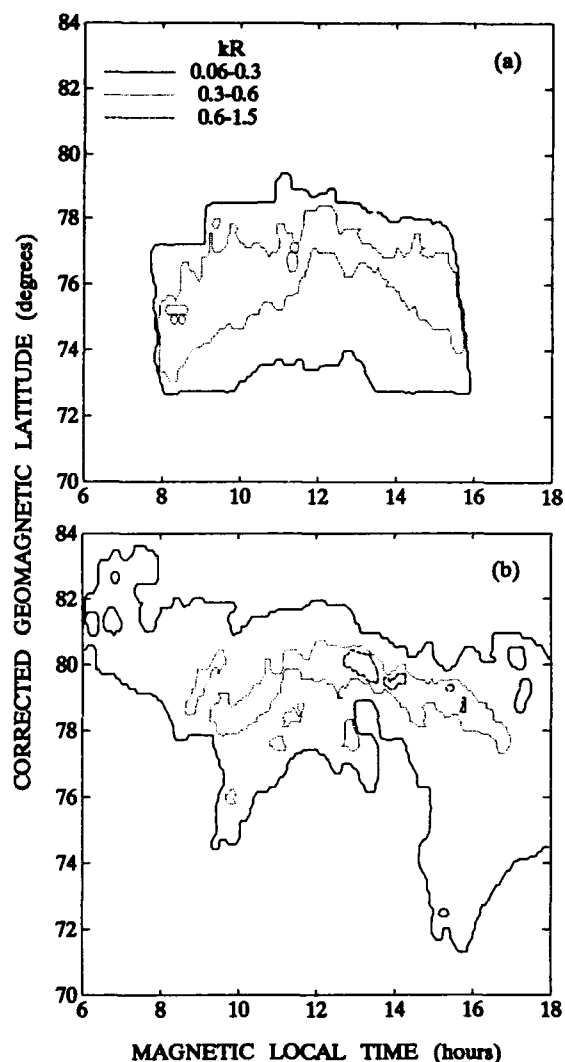 84
82
80
78
76
74
72
70
6 8 10 12 14 16 18
kR
0.06-0.3
0.3-0.6
0.6-1.5
(a)
84
82
80
78
76
74
72
70
6 8 10 12 14 16 18
(b)
CORRECTED GEOMAGNETIC LATITUDE (degrees)
MAGNETIC LOCAL TIME (hours)